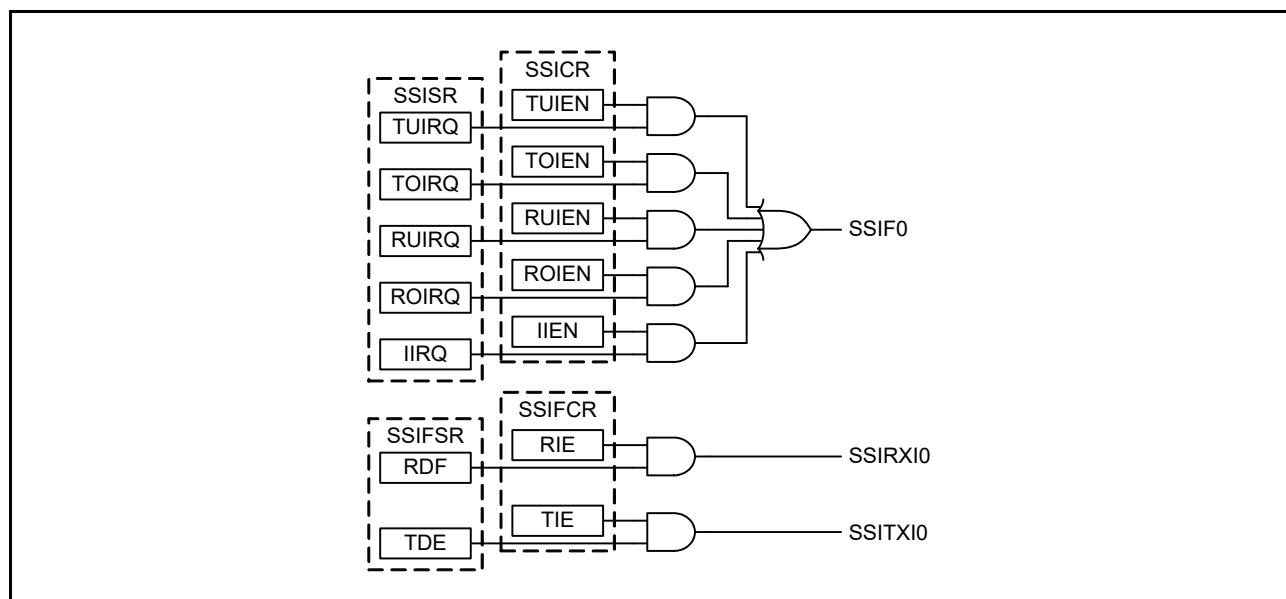 SSICR
SSISR
TUIEN
TUIRQ
TOIEN
TOIRQ
RUIEN
RUIRQ
SSIF0
ROIEN
ROIRQ
IIEN
IIRQ
SSIFCR
SSIFSR
RIE
RDF
SSIRXI0
TIE
TDE
SSITXI0